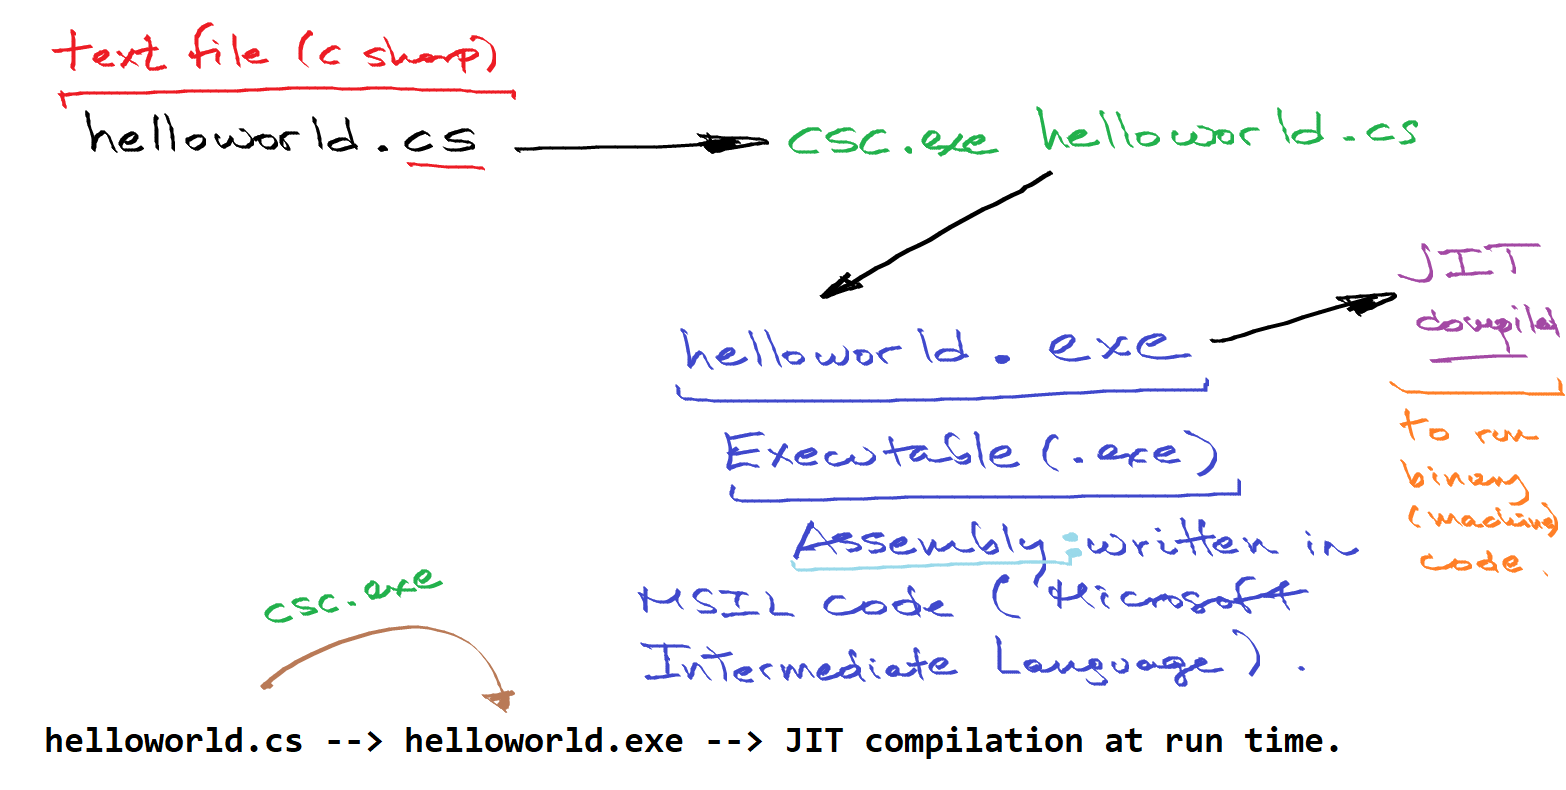 text file (c sharp)
helloworld.cs
csc.exe helloworld.cs
JIT
compiled
helloworld.exe
to run
binary
(machine)
code.
Executable (.exe)
Assembly: written in
MSIL code (Microsoft
Intermediate Language).
csc.exe
helloworld.cs --> helloworld.exe --> JIT compilation at run time.